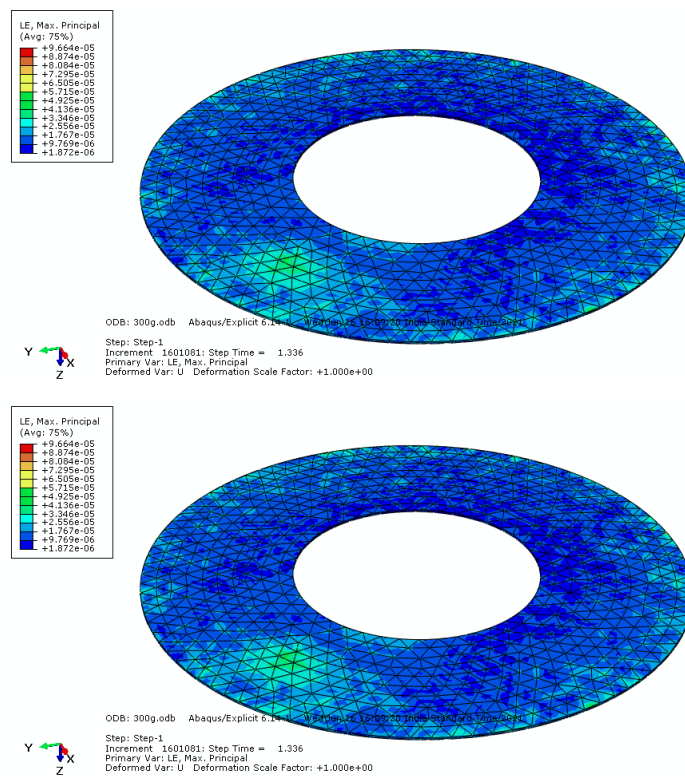 LE, Max. Principal
(Avg: 75%)
+9.664e-05
+8.874e-05
+8.084e-05
+7.295e-05
+6.505e-05
+5.715e-05
+4.925e-05
+4.136e-05
+3.346e-05
+2.556e-05
+1.767e-05
+9.769e-06
+1.872e-06
ODB: 300g.odb Abaqus/Explicit Standard
Y
X
Z
Step: Step-1
Increment 1601081: Step Time = 1.336
Primary Var: LE, Max. Principal
Deformed Var: U Deformation Scale Factor: +1.000e+00
LE, Max. Principal
(Avg: 75%)
+9.664e-05
+8.874e-05
+8.084e-05
+7.295e-05
+6.505e-05
+5.715e-05
+4.925e-05
+4.136e-05
+3.346e-05
+2.556e-05
+1.767e-05
+9.769e-06
+1.872e-06
ODB: 300g.odb Abaqus/Explicit Standard
Y
X
Z
Step: Step-1
Increment 1601081: Step Time = 1.336
Primary Var: LE, Max. Principal
Deformed Var: U Deformation Scale Factor: +1.000e+00